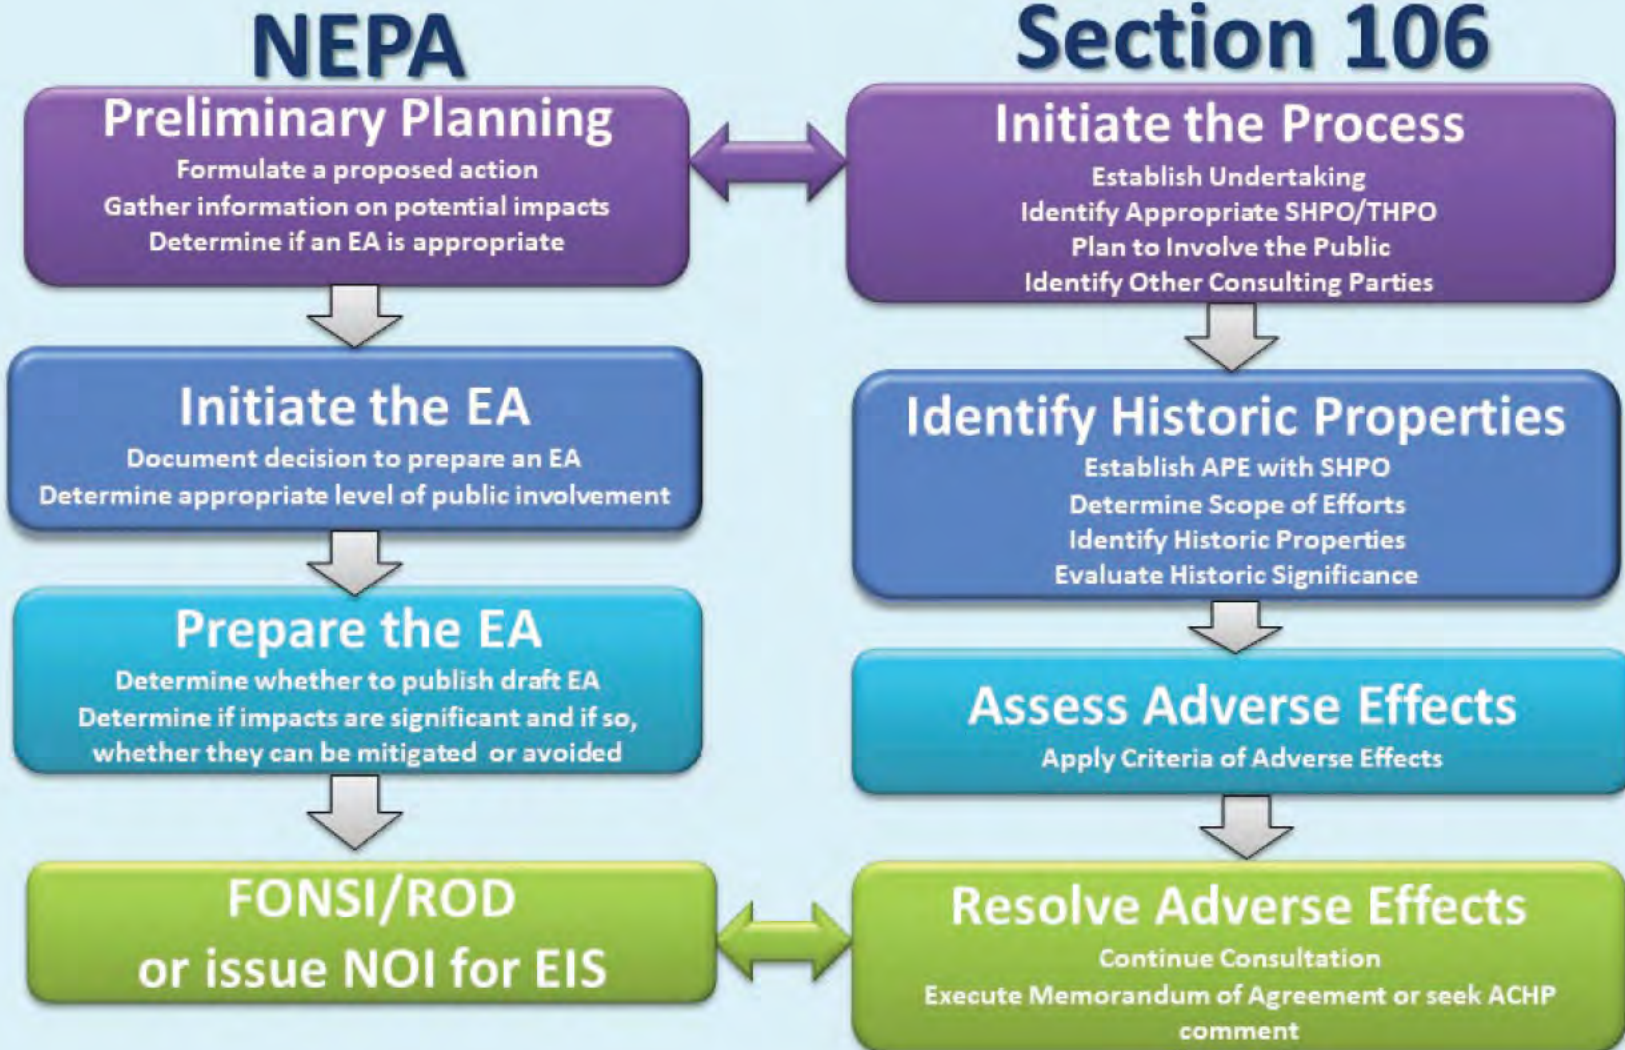 NEPA
Preliminary Planning
Formulate a proposed action
Gather information on potential impacts
Determine if an EA is appropriate
Initiate the EA
Document decision to prepare an EA
Determine appropriate level of public involvement
Prepare the EA
Determine whether to publish draft EA
Determine if impacts are significant and if so,
whether they can be mitigated or avoided
FONSI/ROD
or issue NOI for EIS
Section 106
Initiate the Process
Establish Undertaking
Identify Appropriate SHPO/THPO
Plan to Involve the Public
Identify Other Consulting Parties
Identify Historic Properties
Establish APE with SHPO
Determine Scope of Efforts
Identify Historic Properties
Evaluate Historic Significance
Assess Adverse Effects
Apply Criteria of Adverse Effects
Resolve Adverse Effects
Continue Consultation
Execute Memorandum of Agreement or seek ACHP
comment